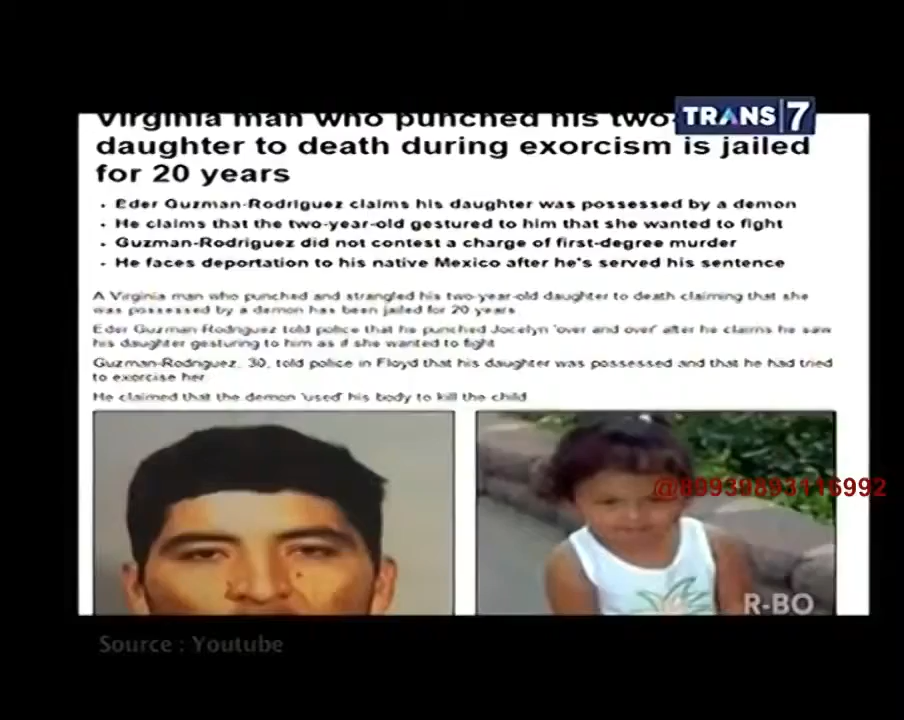 Virginia man who punched his two-
TRANS|7
daughter to death during exorcism is jailed
for 20 years
• Eder Guzman-Rodriguez claims his daughter was possessed by a demon
• He claims that the two-year-old gestured to him that she wanted to fight
• Guzman-Rodriguez did not contest a charge of first-degree murder
• He faces deportation to his native Mexico after he's served his sentence
A Virginia man who punched and strangled his two-year-old daughter to death claiming that she
was possessed by a demon has been jailed for 20 years.
Eder Guzman-Rodriguez told police that he punched Jocelyn 'over and over' after he claims he saw
his daughter gesturing to him as if she wanted to fight
Guzman-Rodriguez, 30, told police in Floyd that his daughter was possessed and that he had tried
to exorcise her.
He claimed that the demon 'used' his body to kill the child
@89939893116992
R-BO
Source : Youtube